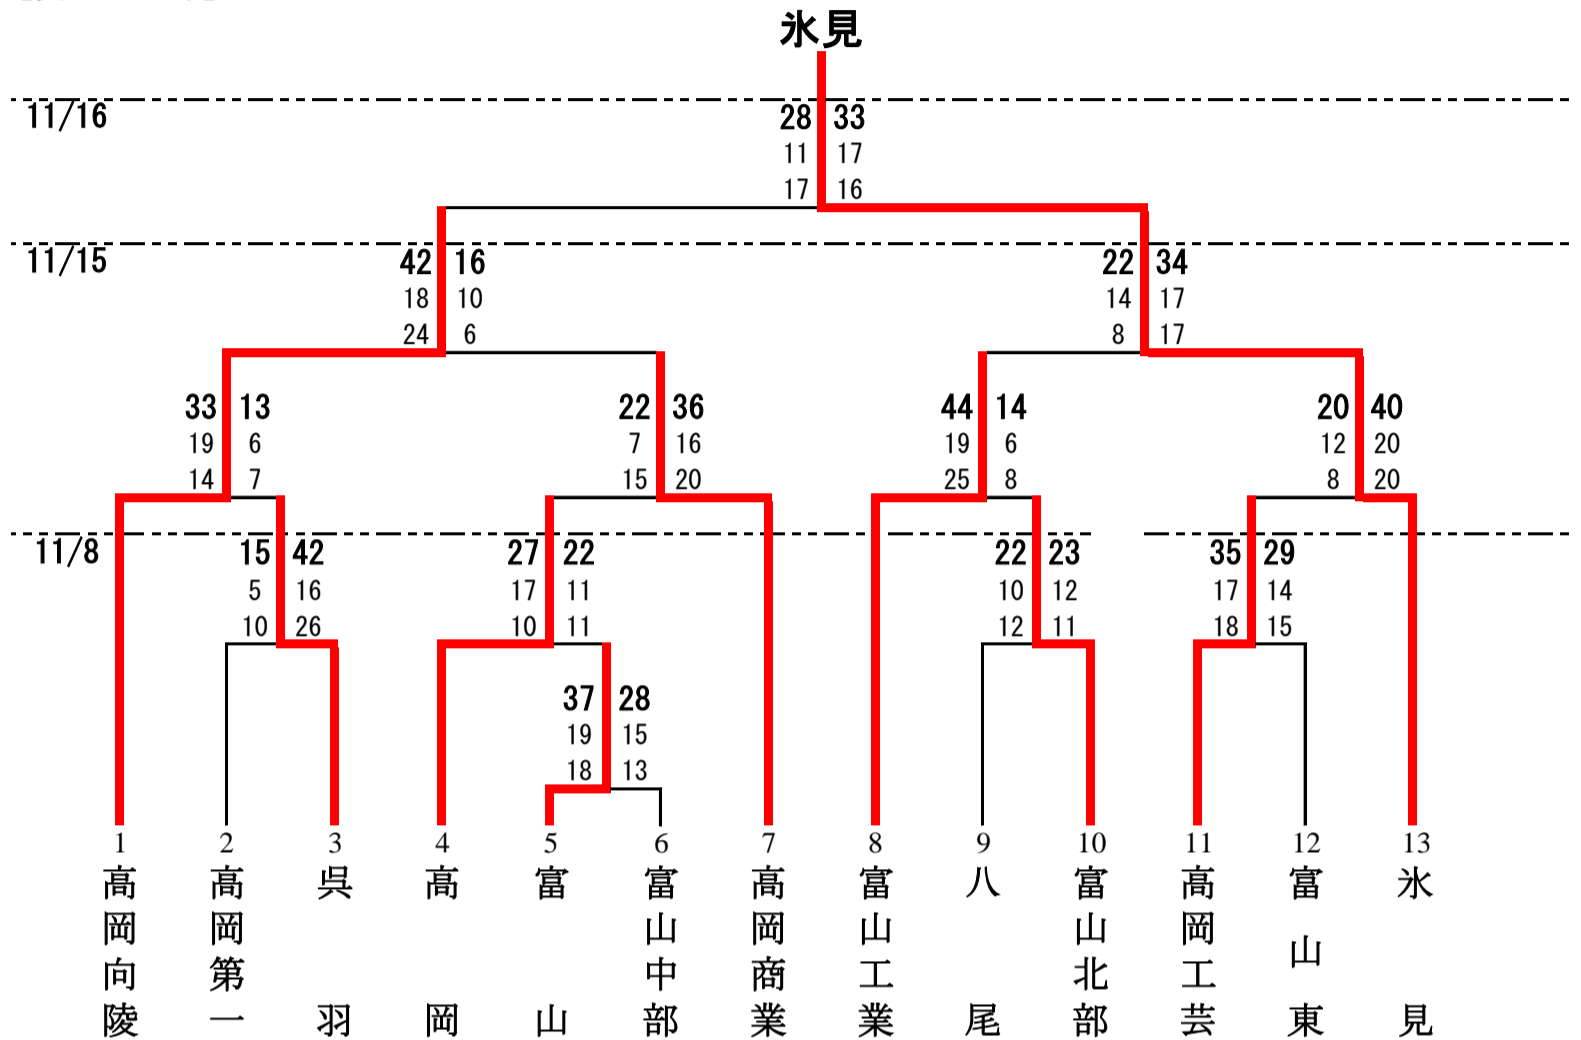 氷見
11/16
28 33
11 17
17 16
11/15
42 16 22 34
18 10 14 17
24 6 8 17
33 13 22 36 44 14 20 40
19 6 7 16 19 6 12 20
14 7 15 20 25 8 8 20
11/8
15 42 27 22 22 23 35 29
5 16 17 11 10 12 17 14
10 26 10 11 12 11 18 15
37 28
19 15
18 13
1 2 3 4 5 6 7 8 9 10 11 12 13
高岡向陵
高岡第一
呉羽
高岡
富山
富山中部
高岡商業
富山工業
八尾
富山北部
高岡工芸
富山東
氷見